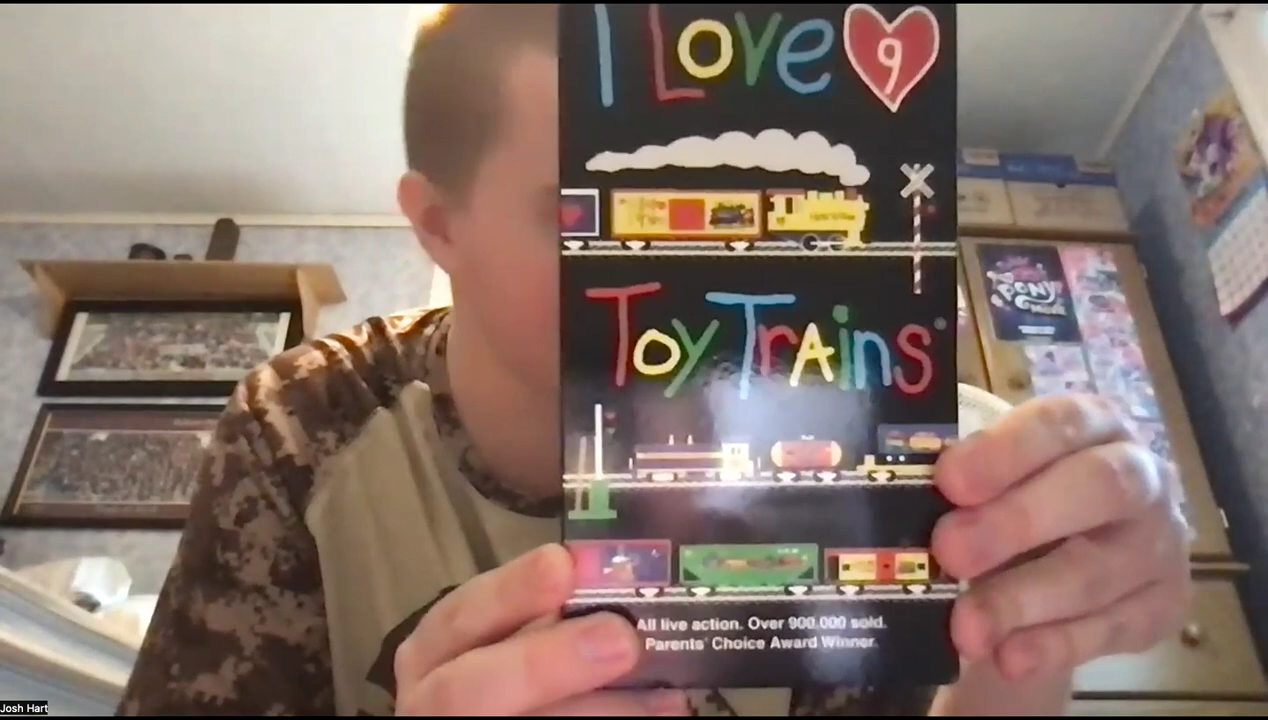 I Love 9
Toy Trains®
All live action. Over 900,000 sold.
Parents' Choice Award Winner.
PONY
Josh Hart